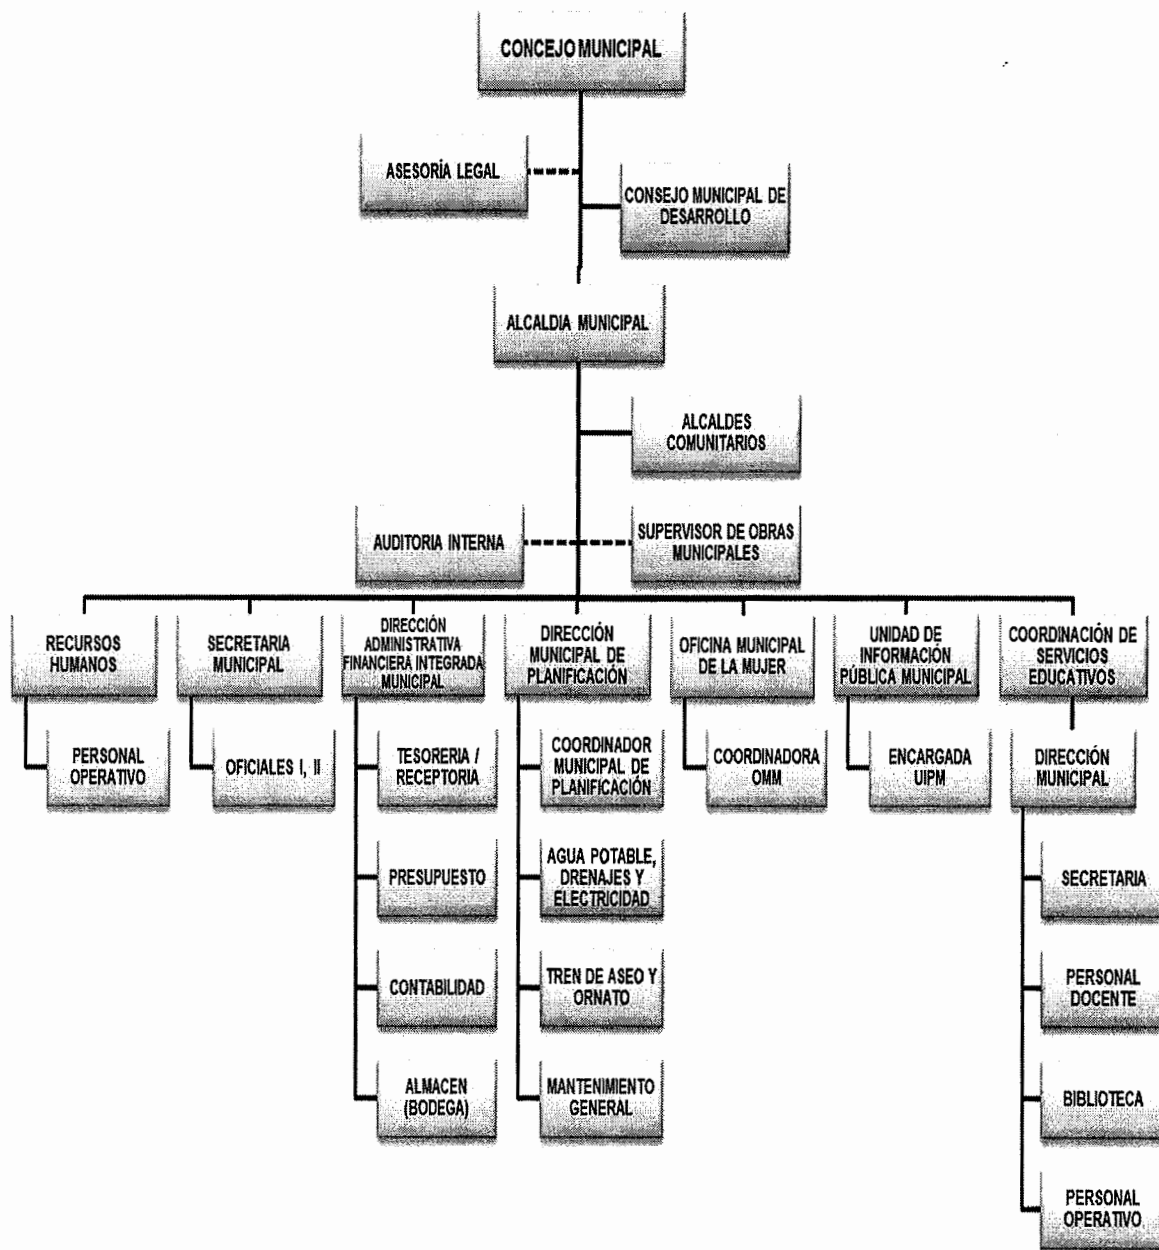 CONCEJO MUNICIPAL
ASESORÍA LEGAL
CONSEJO MUNICIPAL DE
DESARROLLO
ALCALDIA MUNICIPAL
ALCALDES
COMUNITARIOS
AUDITORIA INTERNA
SUPERVISOR DE OBRAS
MUNICIPALES
RECURSOS
HUMANOS
PERSONAL
OPERATIVO
SECRETARIA
MUNICIPAL
OFICIALES I, II
DIRECCIÓN
ADMINISTRATIVA
FINANCIERA INTEGRADA
MUNICIPAL
TESORERIA /
RECEPTORIA
PRESUPUESTO
CONTABILIDAD
ALMACEN
(BODEGA)
DIRECCIÓN
MUNICIPAL DE
PLANIFICACIÓN
COORDINADOR
MUNICIPAL DE
PLANIFICACIÓN
AGUA POTABLE,
DRENAJES Y
ELECTRICIDAD
TREN DE ASEO Y
ORNATO
MANTENIMIENTO
GENERAL
OFICINA MUNICIPAL
DE LA MUJER
COORDINADORA
OMM
UNIDAD DE
INFORMACIÓN
PÚBLICA MUNICIPAL
ENCARGADA
UIPM
COORDINACIÓN DE
SERVICIOS
EDUCATIVOS
DIRECCIÓN
MUNICIPAL
SECRETARIA
PERSONAL
DOCENTE
BIBLIOTECA
PERSONAL
OPERATIVO